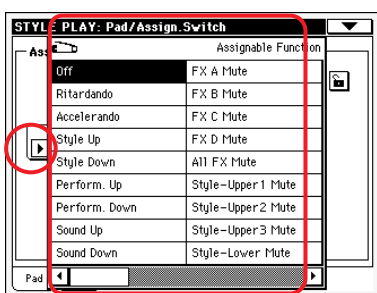 STYLE PLAY: Pad/Assign.Switch
Assignable Function
Off FX A Mute
Ritardando FX B Mute
Accelerando FX C Mute
Style Up FX D Mute
Style Down All FX Mute
Perform. Up Style-Upper1 Mute
Perform. Down Style-Upper2 Mute
Sound Up Style-Upper3 Mute
Sound Down Style-Lower Mute
Pad